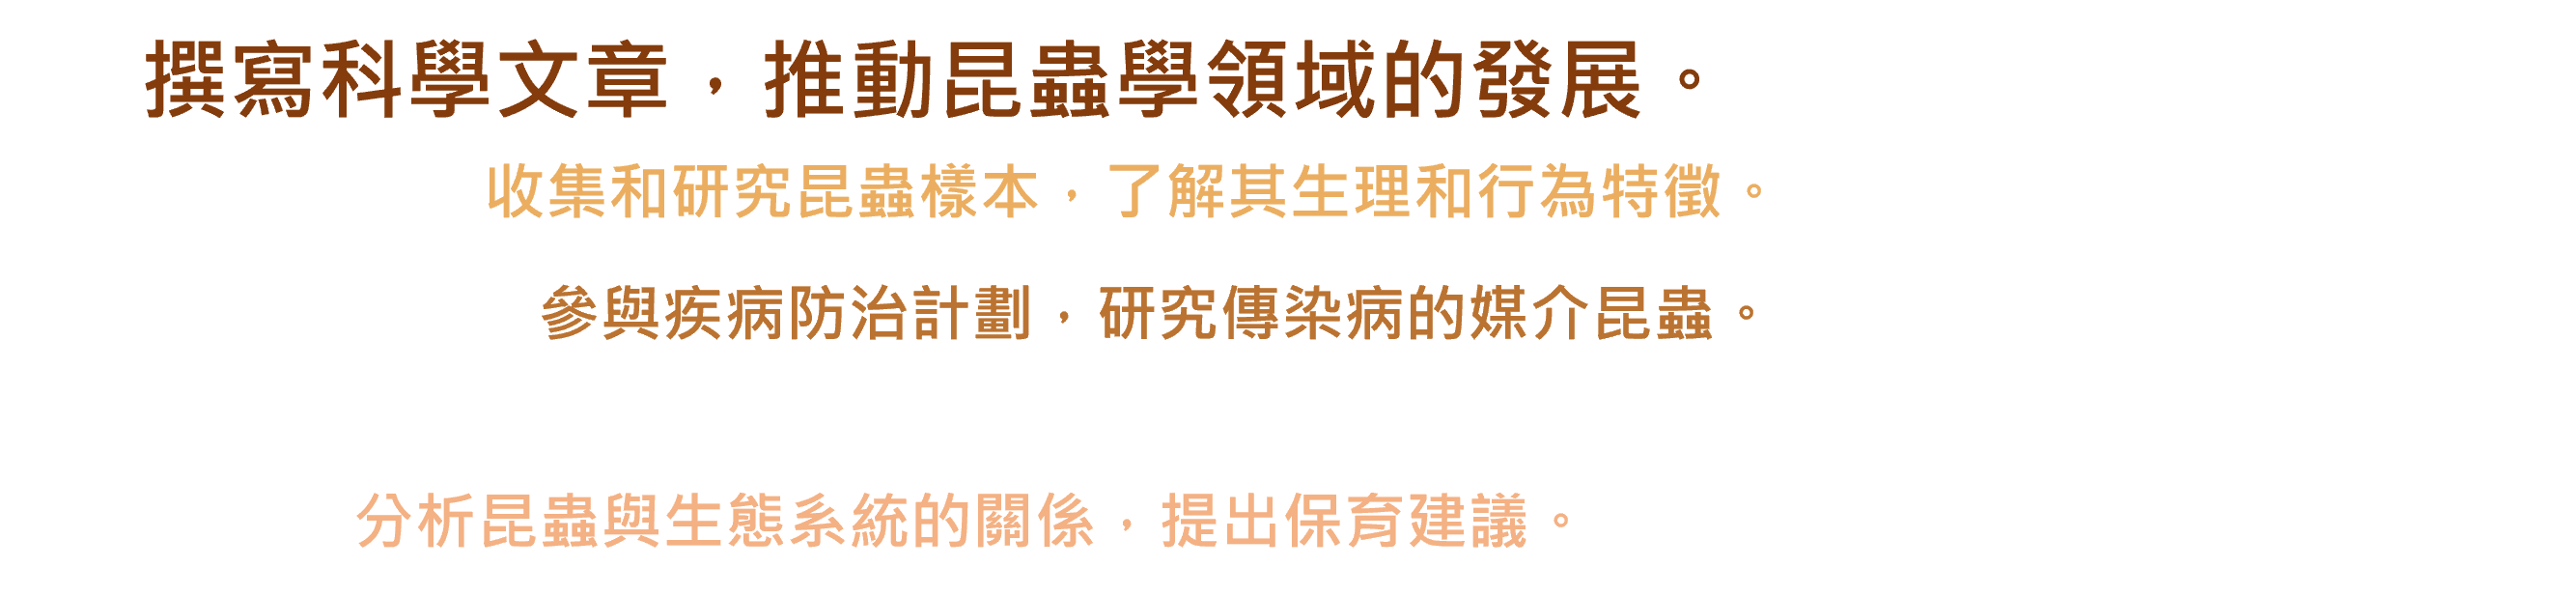 撰寫科學文章，推動昆蟲學領域的發展。
收集和研究昆蟲樣本，了解其生理和行為特徵。
參與疾病防治計劃，研究傳染病的媒介昆蟲。
分析昆蟲與生態系統的關係，提出保育建議。